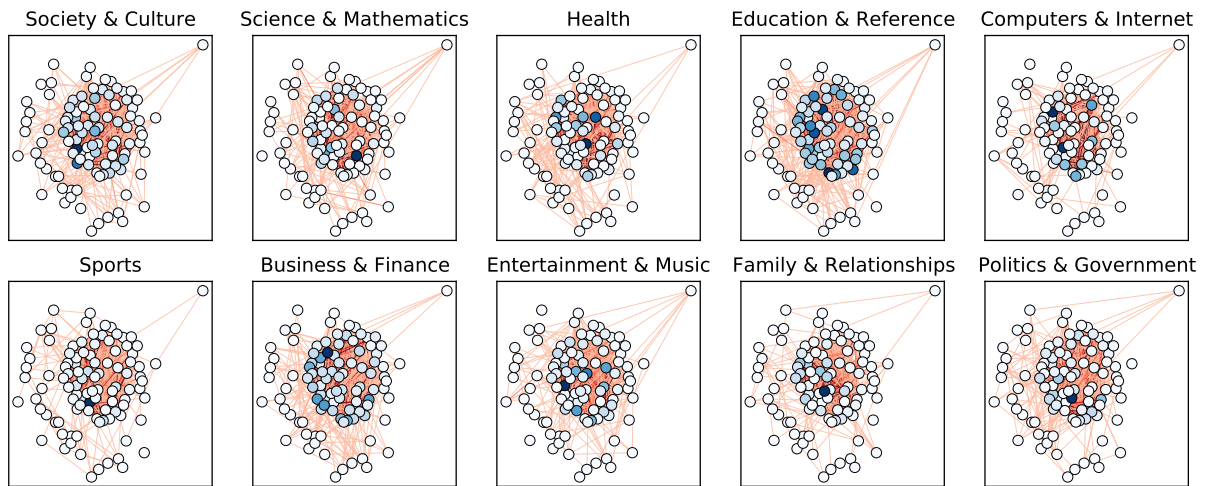 Society & Culture
Science & Mathematics
Health
Education & Reference
Computers & Internet
Sports
Business & Finance
Entertainment & Music
Family & Relationships
Politics & Government